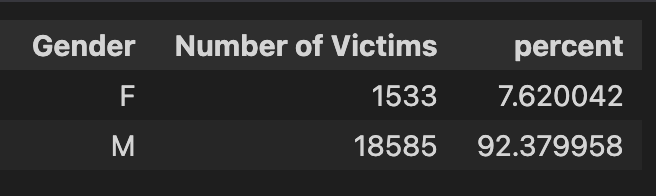 Gender Number of Victims percent
F 1533 7.620042
M 18585 92.379958